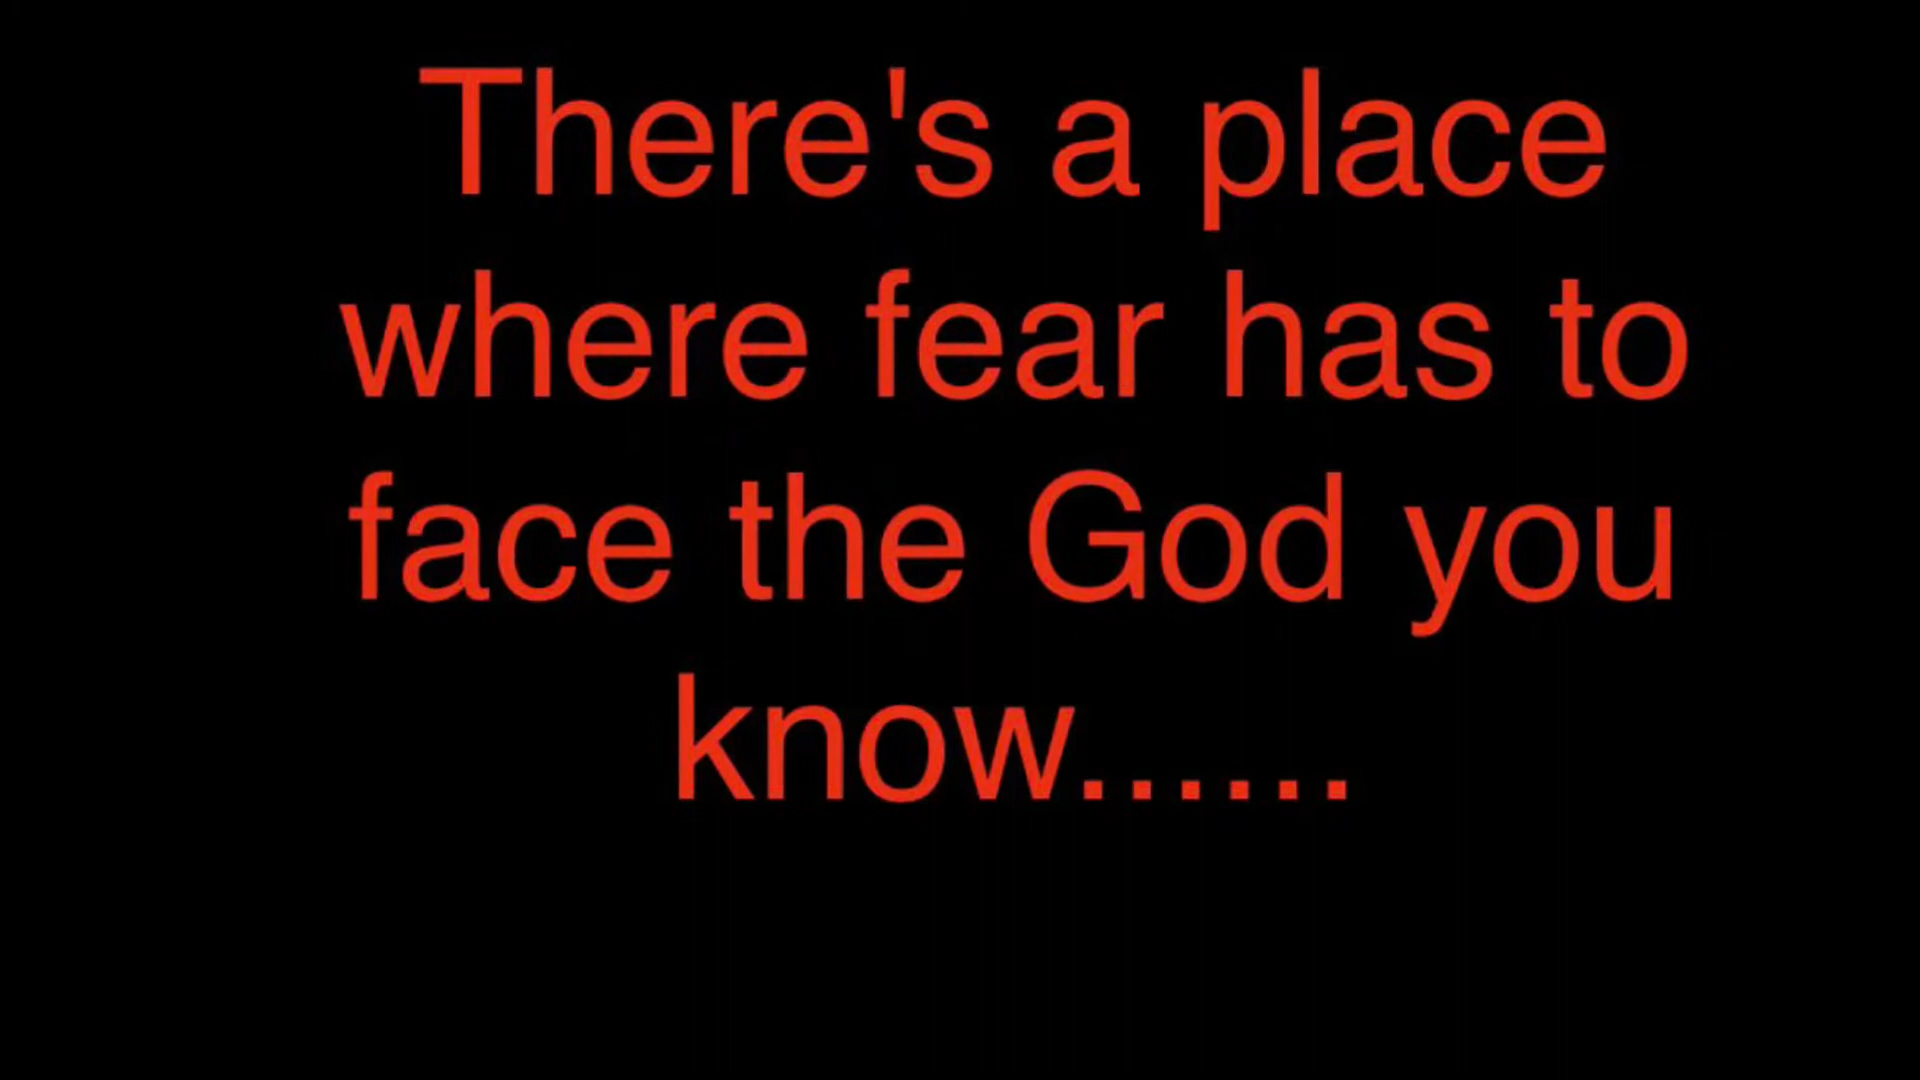 There's a place
where fear has to
face the God you
know......